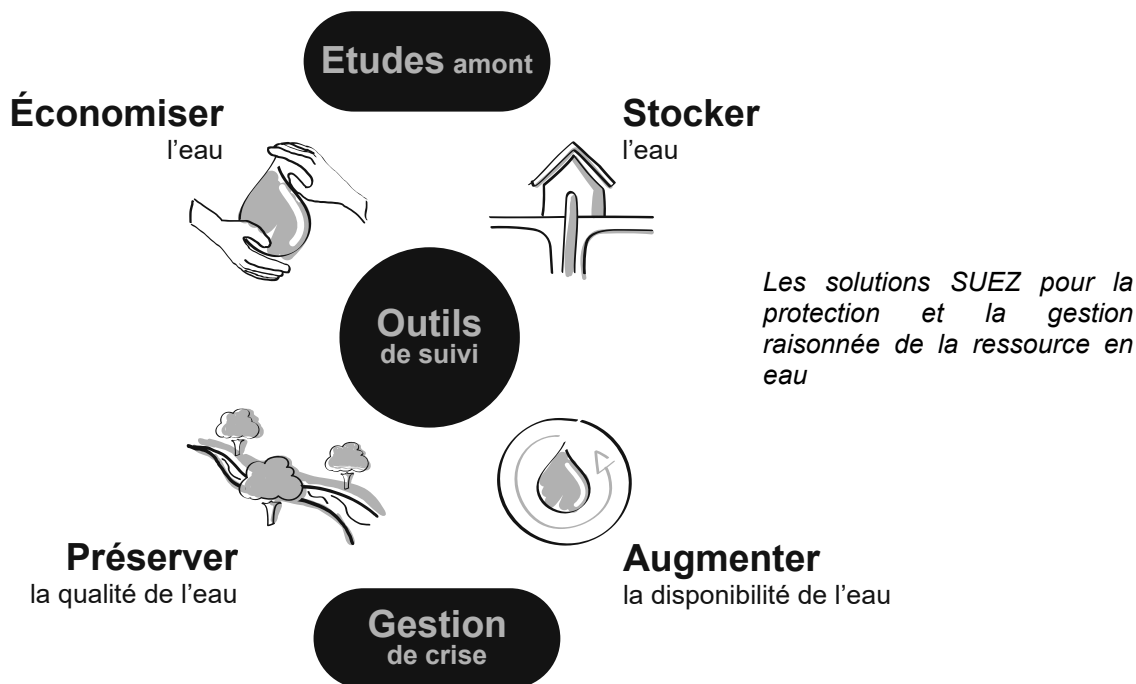 Etudes amont
Économiser
l’eau
Stocker
l’eau
Outils
de suivi
Les solutions SUEZ pour la
protection et la gestion
raisonnée de la ressource en
eau
Préserver
la qualité de l’eau
Augmenter
la disponibilité de l’eau
Gestion
de crise